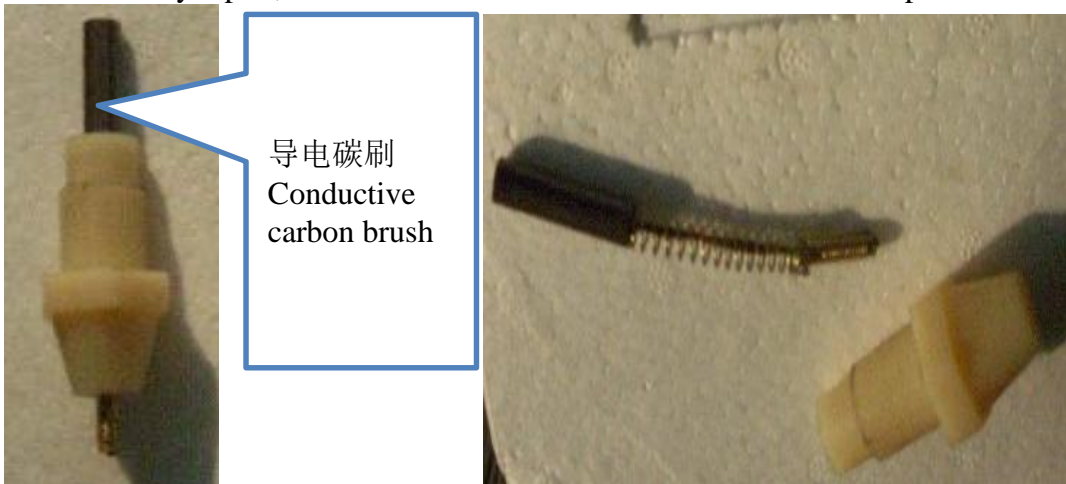 导电碳刷
Conductive
carbon brush